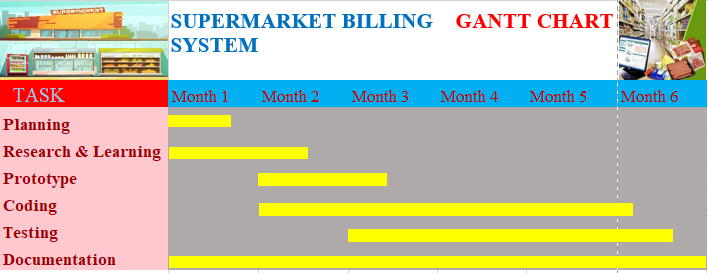 SUPERMARKET
SUPERMARKET BILLING GANTT CHART
SYSTEM
TASK Month 1 Month 2 Month 3 Month 4 Month 5 Month 6
Planning
Research & Learning
Prototype
Coding
Testing
Documentation